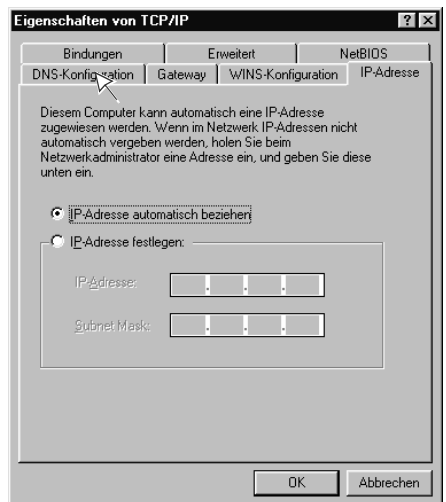 Eigenschaften von TCP/IP
Bindungen Erweitert NetBIOS
DNS-Konfiguration Gateway WINS-Konfiguration IP-Adresse
Diesem Computer kann automatisch eine IP-Adresse
zugewiesen werden. Wenn im Netzwerk IP-Adressen nicht
automatisch vergeben werden, holen Sie beim
Netzwerkadministrator eine Adresse ein, und geben Sie diese
unten ein.
IP-Adresse automatisch beziehen
IP-Adresse festlegen:
IP-Adresse:
Subnet Mask:
OK Abbrechen